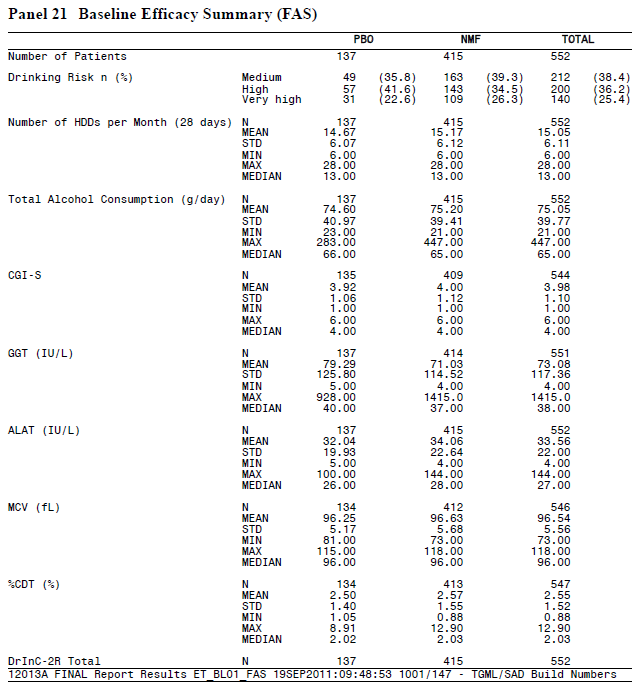 Panel 21 Baseline Efficacy Summary (FAS)
PBO NMF TOTAL
Number of Patients 137 415 552
Drinking Risk n (%) Medium 49 (35.8) 163 (39.3) 212 (38.4)
High 57 (41.6) 143 (34.5) 200 (36.2)
Very high 31 (22.6) 109 (26.3) 140 (25.4)
Number of HDDs per Month (28 days) N 137 415 552
MEAN 14.67 15.17 15.05
STD 6.07 6.12 6.11
MIN 6.00 6.00 6.00
MAX 28.00 28.00 28.00
MEDIAN 13.00 13.00 13.00
Total Alcohol Consumption (g/day) N 137 415 552
MEAN 74.60 75.20 75.05
STD 40.97 39.41 39.77
MIN 23.00 21.00 21.00
MAX 283.00 447.00 447.00
MEDIAN 66.00 65.00 65.00
CGI-S N 135 409 544
MEAN 3.92 4.00 3.98
STD 1.06 1.12 1.10
MIN 1.00 1.00 1.00
MAX 6.00 6.00 6.00
MEDIAN 4.00 4.00 4.00
GGT (IU/L) N 137 414 551
MEAN 79.29 71.03 73.08
STD 125.80 114.52 117.36
MIN 5.00 4.00 4.00
MAX 928.00 1415.0 1415.0
MEDIAN 40.00 37.00 38.00
ALAT (IU/L) N 137 415 552
MEAN 32.04 34.06 33.56
STD 19.93 22.64 22.00
MIN 5.00 4.00 4.00
MAX 100.00 144.00 144.00
MEDIAN 26.00 28.00 27.00
MCV (fL) N 134 412 546
MEAN 96.25 96.63 96.54
STD 5.17 5.68 5.56
MIN 81.00 73.00 73.00
MAX 115.00 118.00 118.00
MEDIAN 96.00 96.00 96.00
%CDT (%) N 134 413 547
MEAN 2.50 2.57 2.55
STD 1.40 1.55 1.52
MIN 1.05 0.88 0.88
MAX 8.91 12.90 12.90
MEDIAN 2.02 2.03 2.03
DrInC-2R Total N 137 415 552
12013A FINAL Report Results ET_BL01_FAS 19SEP2011:09:48:53 1001/147 - TGML/SAD Build Numbers